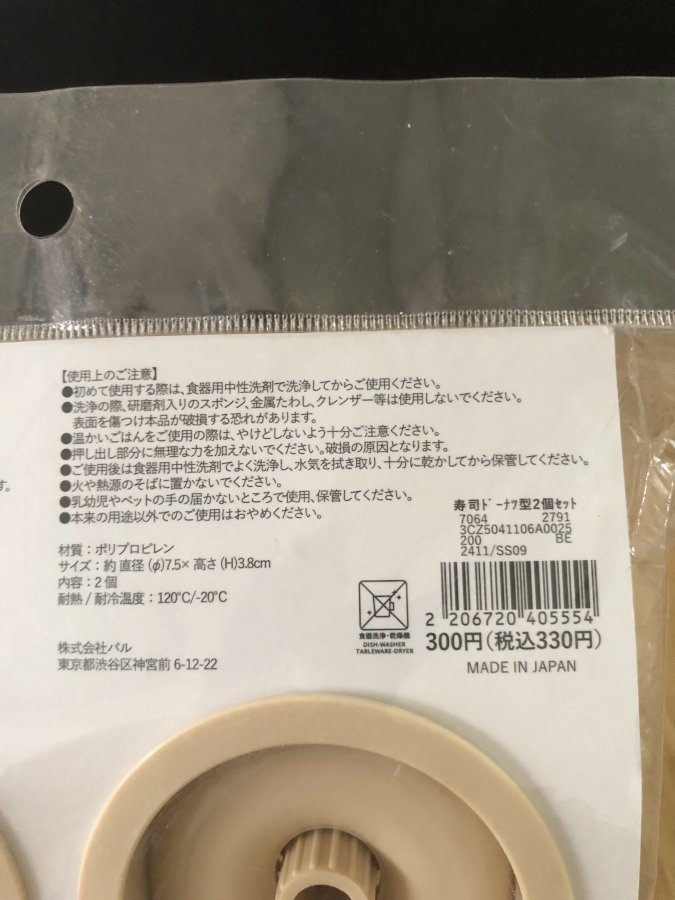 【使用上のご注意】
●初めて使用する際は、食器用中性洗剤で洗浄してからご使用ください。
●洗浄の際、研磨剤入りのスポンジ、金属たわし、クレンザー等は使用しないでください。
表面を傷つけ本品が破損する恐れがあります。
●温かいごはんをご使用の際は、やけどしないよう十分ご注意ください。
●押し出し部分に無理な力を加えないでください。破損の原因となります。
●ご使用後は食器用中性洗剤でよく洗浄し、水気を拭き取り、十分に乾かしてから保管してください。
す。
●火や熱源のそばに置かないでください。
●乳幼児やペットの手の届かないところで使用、保管してください。
●本来の用途以外でのご使用はおやめください。
材質：ポリプロピレン
サイズ：約 直径（φ）7.5×高さ（H）3.8cm
内容：2個
耐熱 / 耐冷温度：120℃/-20℃
株式会社パル
東京都渋谷区神宮前 6-12-22
食器洗浄・乾燥機
DISH-WASHER
TABLEWARE-DRYER
寿司ﾄﾞｰﾅﾂ型2個ｾｯﾄ
7064 2791
3CZ5041106A0025
200 BE
2411/SS09
2 206720 405554
300円（税込330円）
MADE IN JAPAN